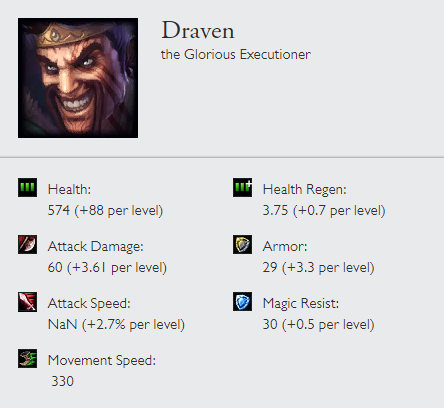 Draven
the Glorious Executioner
Health:
574 (+88 per level)
Health Regen:
3.75 (+0.7 per level)
Attack Damage:
60 (+3.61 per level)
Armor:
29 (+3.3 per level)
Attack Speed:
NaN (+2.7% per level)
Magic Resist:
30 (+0.5 per level)
Movement Speed:
330